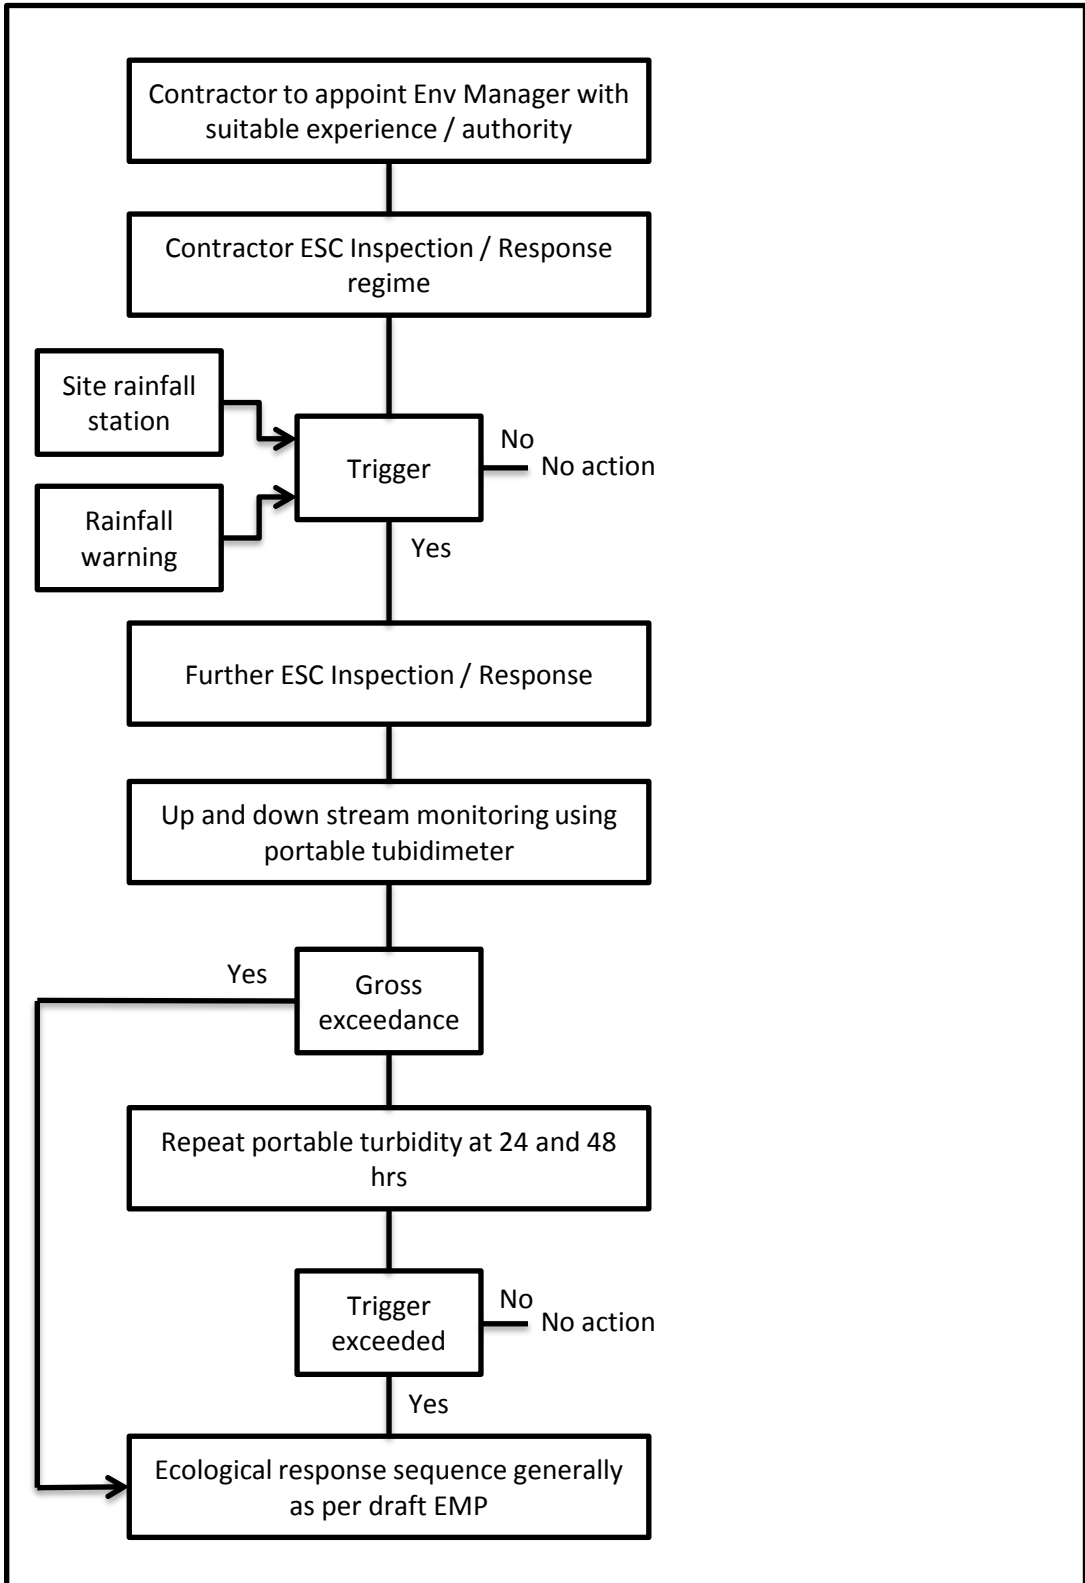 Contractor to appoint Env Manager with
suitable experience / authority
Contractor ESC Inspection / Response
regime
Site rainfall
station
Rainfall
warning
Trigger
No
No action
Yes
Further ESC Inspection / Response
Up and down stream monitoring using
portable tubidimeter
Yes
Gross
exceedance
Repeat portable turbidity at 24 and 48
hrs
Trigger
exceeded
No
No action
Yes
Ecological response sequence generally
as per draft EMP